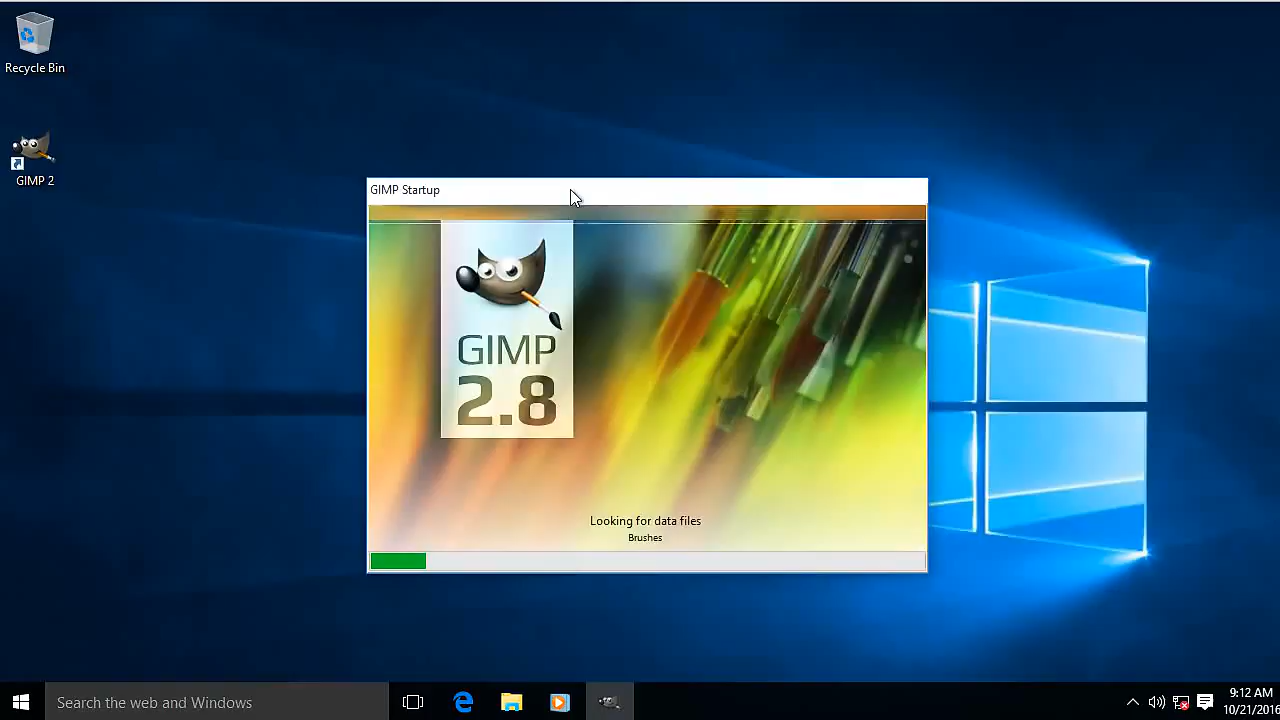 Recycle Bin
GIMP 2
GIMP Startup
GIMP
2.8
Looking for data files
Brushes
Search the web and Windows
9:12 AM
10/21/2016